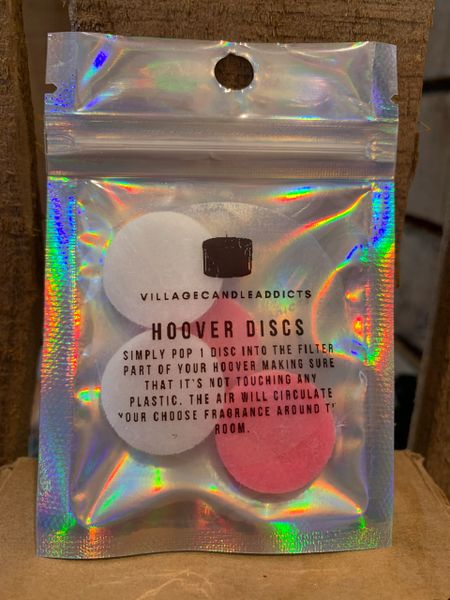 VILLAGECANDLEADDICTS
HOOVER DISCS
SIMPLY POP 1 DISC INTO THE FILTER
PART OF YOUR HOOVER MAKING SURE
THAT IT'S NOT TOUCHING ANY
PLASTIC. THE AIR WILL CIRCULATE
YOUR CHOOSE FRAGRANCE AROUND TH
ROOM.